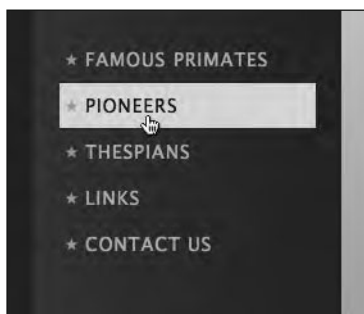 ★ FAMOUS PRIMATES
★ PIONEERS
★ THESPIANS
★ LINKS
★ CONTACT US